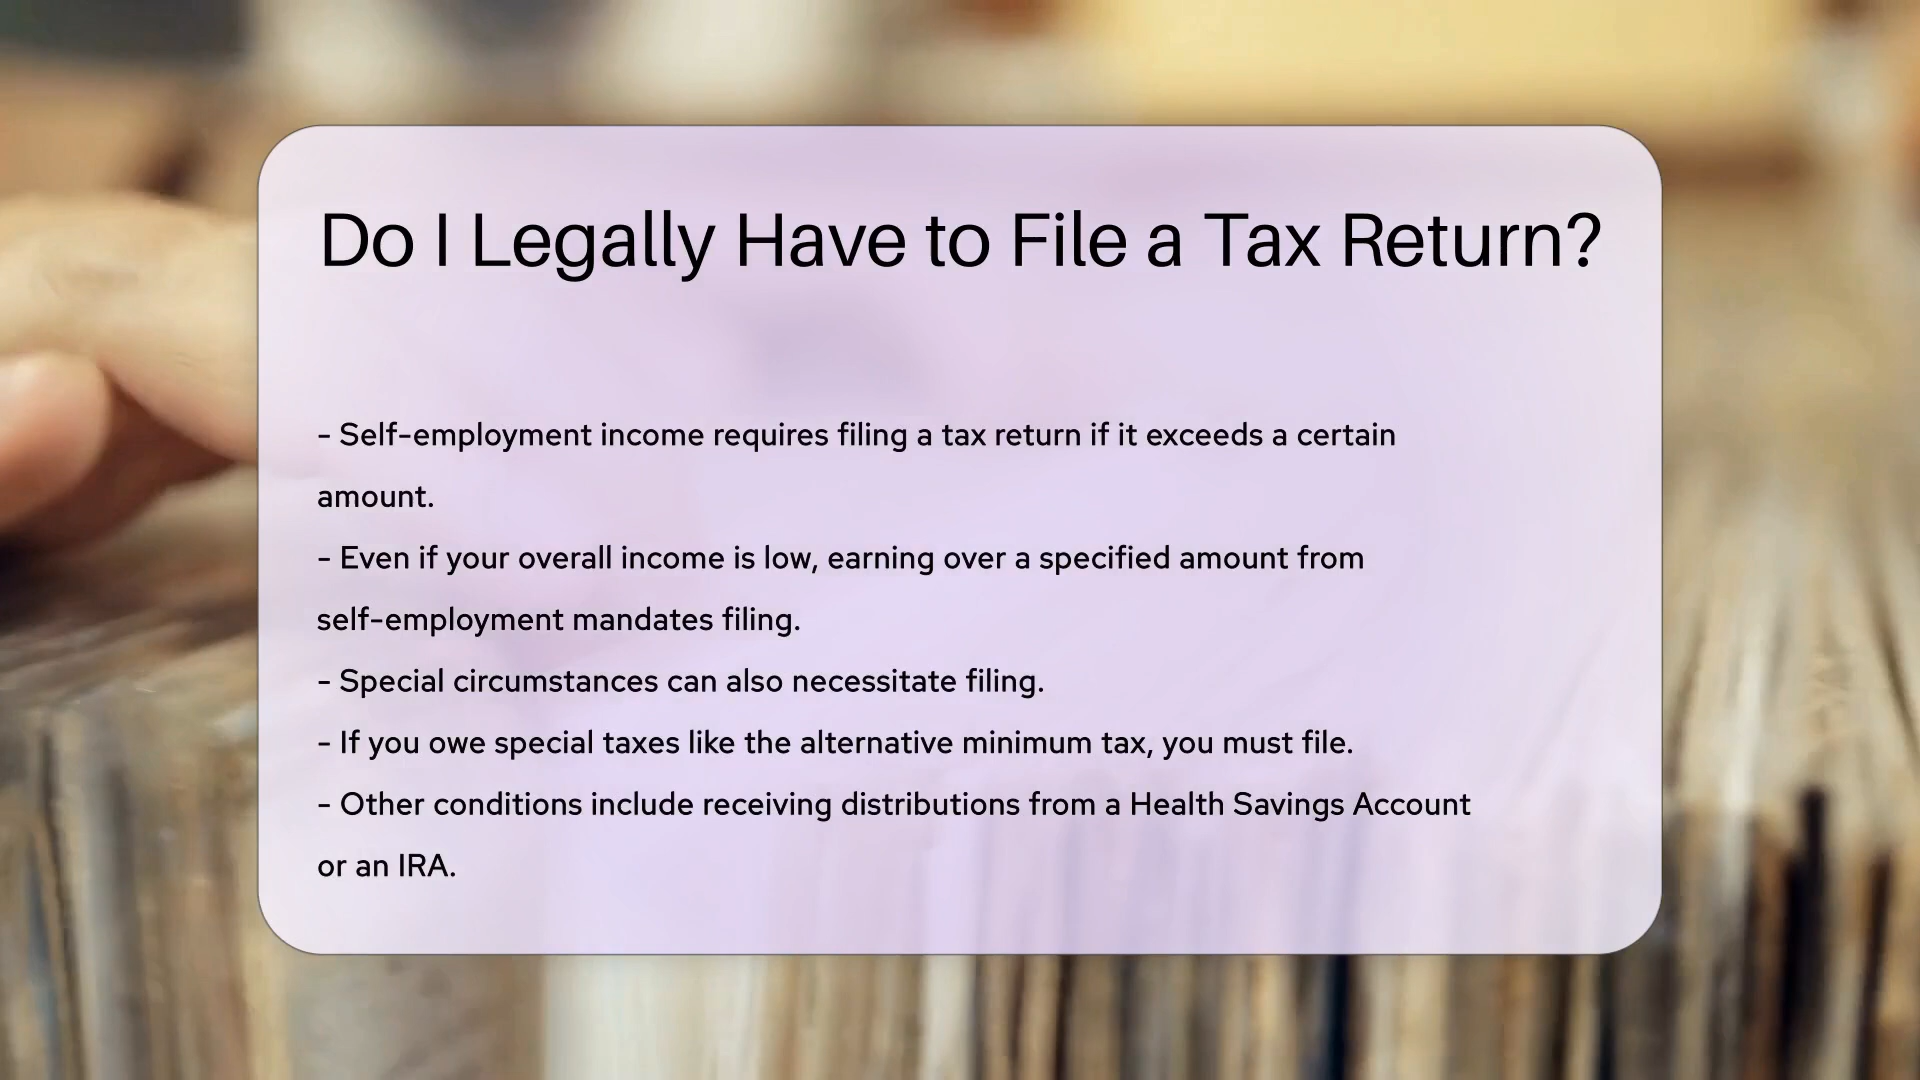 Do I Legally Have to File a Tax Return?
- Self-employment income requires filing a tax return if it exceeds a certain
amount.
- Even if your overall income is low, earning over a specified amount from
self-employment mandates filing.
- Special circumstances can also necessitate filing.
- If you owe special taxes like the alternative minimum tax, you must file.
- Other conditions include receiving distributions from a Health Savings Account
or an IRA.